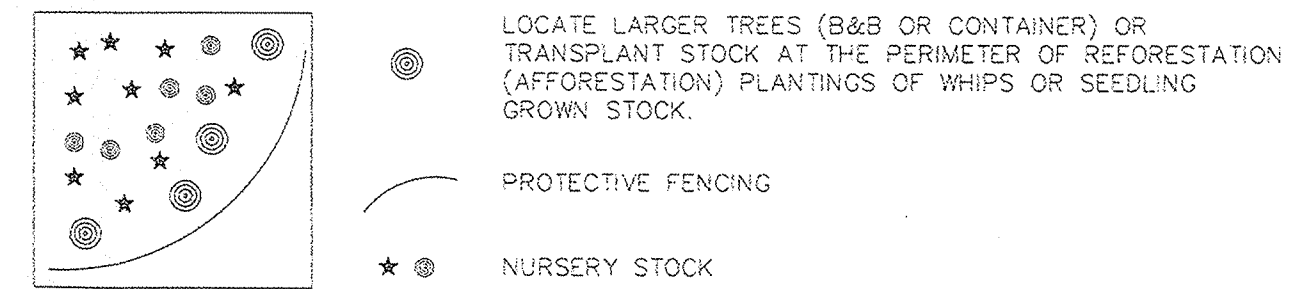 LOCATE LARGER TREES (B&B OR CONTAINER) OR
TRANSPLANT STOCK AT THE PERIMETER OF REFORESTATION
(AFFORESTATION) PLANTINGS OF WHIPS OR SEEDLING
GROWN STOCK.
PROTECTIVE FENCING
NURSERY STOCK